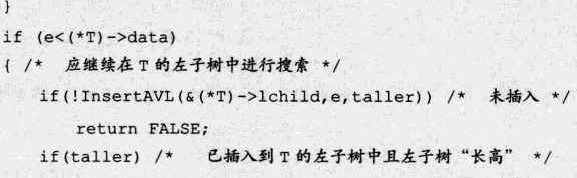 }
if (e<(*T)->data)
{ /* 应继续在 T 的左子树中进行搜索 */
if(!InsertAVL(&(*T)->lchild,e,taller)) /* 未插入 */
return FALSE;
if(taller) /* 已插入到 T 的左子树中且左子树“长高” */